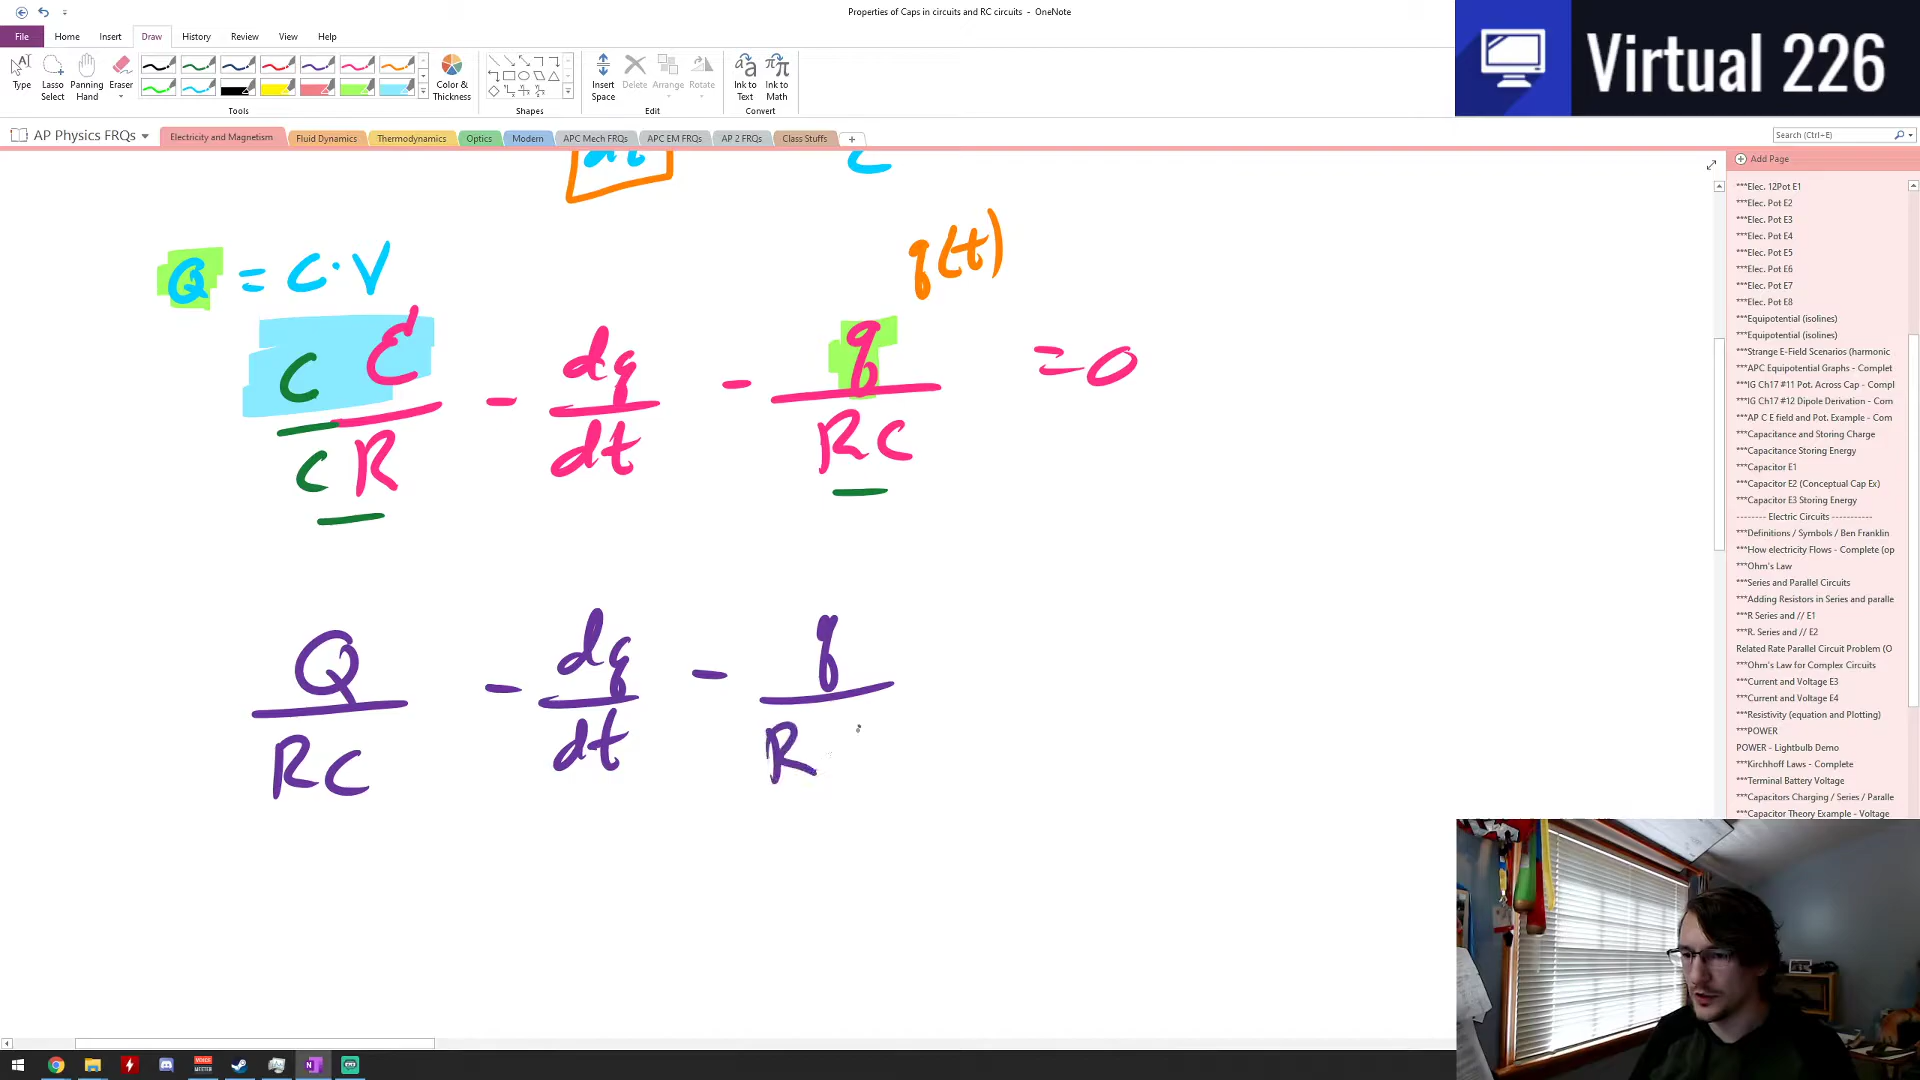 Properties of Caps in circuits and RC circuits - OneNote
File Home Insert Draw History Review View Help
Type
Lasso Select
Panning Hand
Eraser
Color & Thickness
Insert Space
Delete Arrange Rotate
Ink to Text
Ink to Math
Tools Shapes Edit Convert
Virtual 226
AP Physics FRQs Electricity and Magnetism Fluid Dynamics Thermodynamics Optics Modern APC Mech FRQs APC EM FRQs AP 2 FRQs Class Stuffs
Search (Ctrl+E)
Add Page
***Elec. 12Pot E1
***Elec. Pot E2
***Elec. Pot E3
***Elec. Pot E4
***Elec. Pot E5
***Elec. Pot E6
***Elec. Pot E7
***Elec. Pot E8
***Equipotential (isolines)
***Equipotential (isolines)
***Strange E-Field Scenarios (harmonic
***APC Equipotential Graphs - Complet
***IG Ch17 #11 Pot. Across Cap - Compl
***IG Ch17 #12 Dipole Derivation - Com
***AP C E field and Pot. Example - Com
***Capacitance and Storing Charge
***Capacitance Storing Energy
***Capacitor E1
***Capacitor E2 (Conceptual Cap Ex)
***Capacitor E3 Storing Energy
-------- Electric Circuits -----------
***Definitions / Symbols / Ben Franklin
***How electricity Flows - Complete (op
***Ohm's Law
***Series and Parallel Circuits
***Adding Resistors in Series and paralle
***R Series and // E1
***R. Series and // E2
Related Rate Parallel Circuit Problem (O
***Ohm's Law for Complex Circuits
***Current and Voltage E3
***Current and Voltage E4
***Resistivity (equation and Plotting)
***POWER
POWER - Lightbulb Demo
***Kirchhoff Laws - Complete
***Terminal Battery Voltage
***Capacitors Charging / Series / Paralle
***Capacitor Theory Example - Voltage
dt C
Q = C · V
q(t)
C ℰ / C R - dq / dt - q / RC = 0
Q / RC - dq / dt - q / R